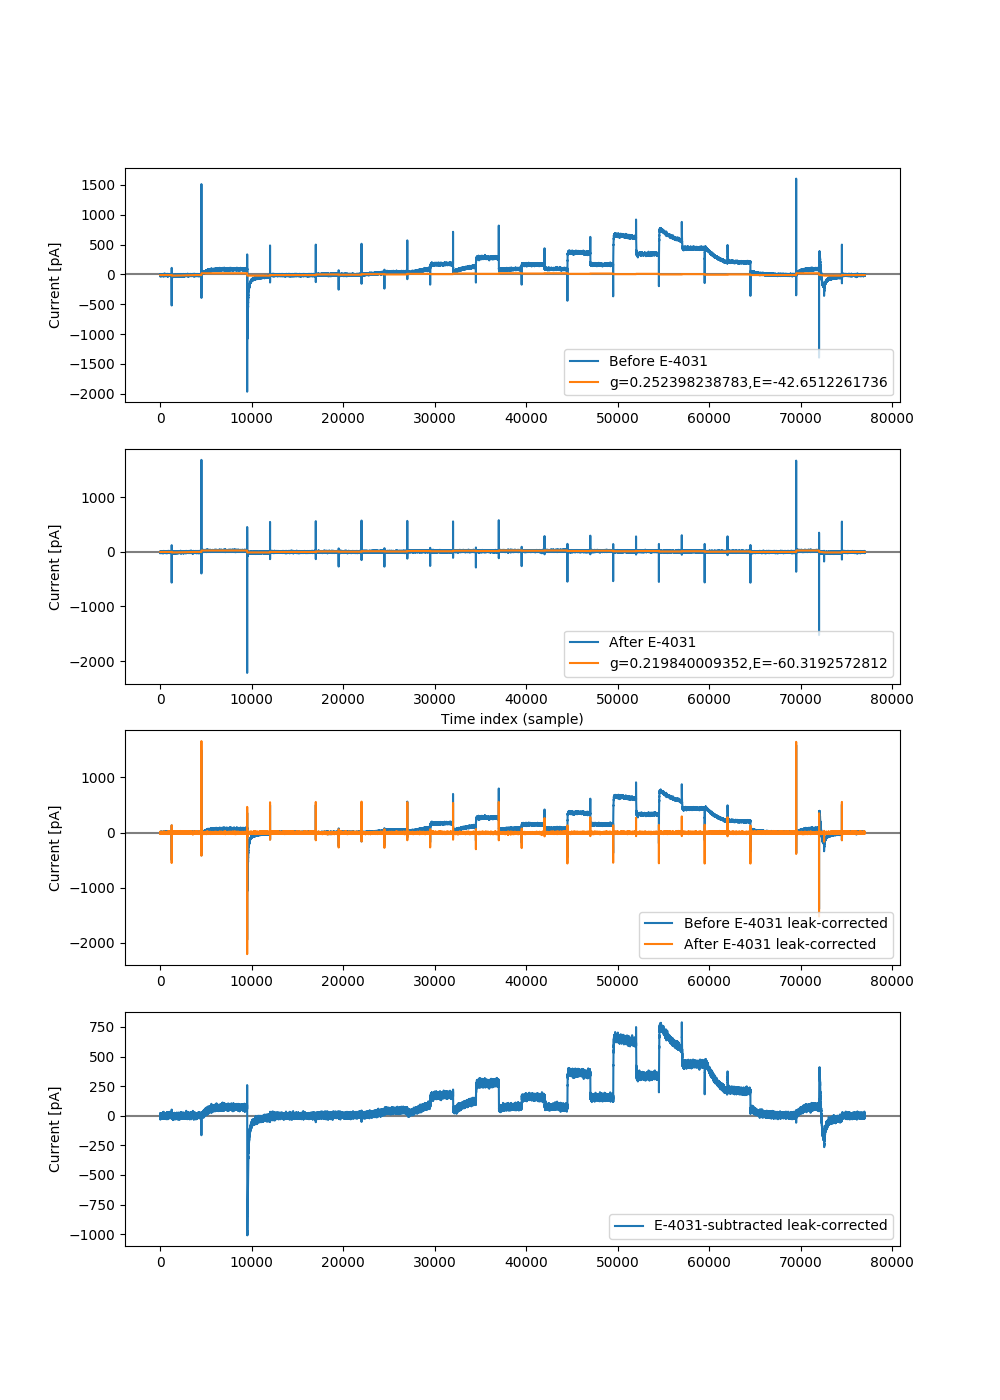 1500
1000
500
0
−500
−1000
−1500
−2000
Current [pA]
Before E-4031
g=0.252398238783,E=-42.6512261736
0 10000 20000 30000 40000 50000 60000 70000 80000
1000
0
−1000
−2000
Current [pA]
After E-4031
g=0.219840009352,E=-60.3192572812
0 10000 20000 30000 40000 50000 60000 70000 80000
Time index (sample)
1000
0
−1000
−2000
Current [pA]
Before E-4031 leak-corrected
After E-4031 leak-corrected
0 10000 20000 30000 40000 50000 60000 70000 80000
750
500
250
0
−250
−500
−750
−1000
Current [pA]
E-4031-subtracted leak-corrected
0 10000 20000 30000 40000 50000 60000 70000 80000